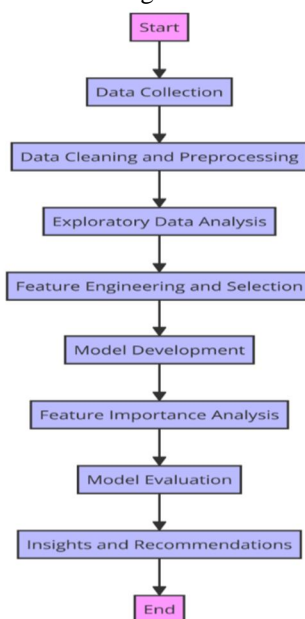 Start
Data Collection
Data Cleaning and Preprocessing
Exploratory Data Analysis
Feature Engineering and Selection
Model Development
Feature Importance Analysis
Model Evaluation
Insights and Recommendations
End